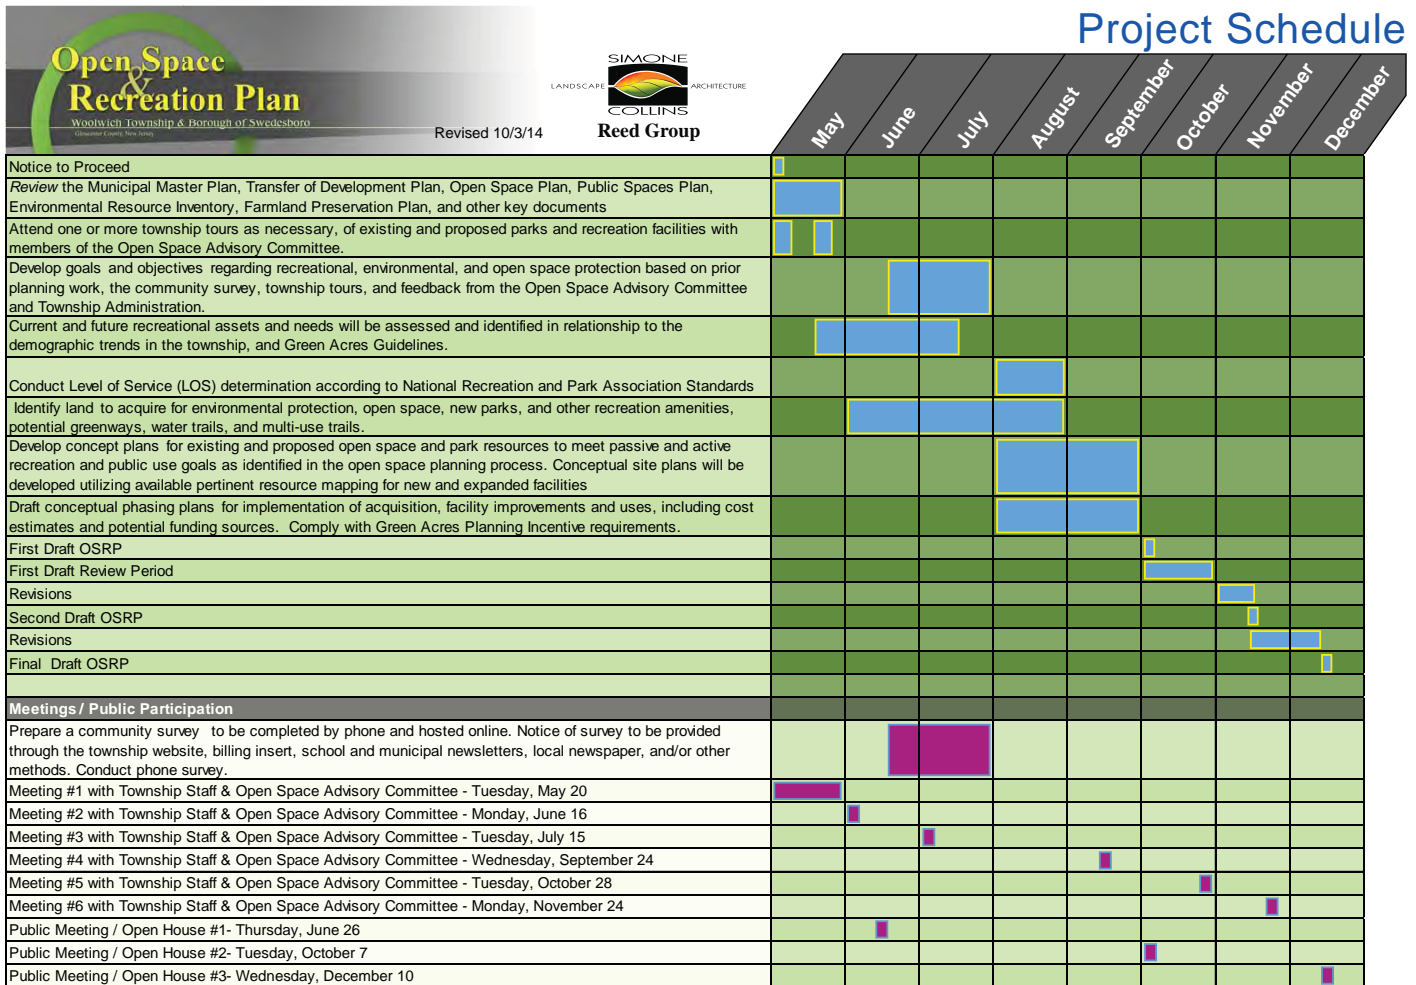 Project Schedule
Open Space
&
Recreation Plan
Woolwich Township & Borough of Swedesboro
Gloucester County, New Jersey
Revised 10/3/14
SIMONE
LANDSCAPE ARCHITECTURE
COLLINS
Reed Group
May
June
July
August
September
October
November
December
Notice to Proceed
Review the Municipal Master Plan, Transfer of Development Plan, Open Space Plan, Public Spaces Plan,
Environmental Resource Inventory, Farmland Preservation Plan, and other key documents
Attend one or more township tours as necessary, of existing and proposed parks and recreation facilities with
members of the Open Space Advisory Committee.
Develop goals and objectives regarding recreational, environmental, and open space protection based on prior
planning work, the community survey, township tours, and feedback from the Open Space Advisory Committee
and Township Administration.
Current and future recreational assets and needs will be assessed and identified in relationship to the
demographic trends in the township, and Green Acres Guidelines.
Conduct Level of Service (LOS) determination according to National Recreation and Park Association Standards
Identify land to acquire for environmental protection, open space, new parks, and other recreation amenities,
potential greenways, water trails, and multi-use trails.
Develop concept plans for existing and proposed open space and park resources to meet passive and active
recreation and public use goals as identified in the open space planning process. Conceptual site plans will be
developed utilizing available pertinent resource mapping for new and expanded facilities
Draft conceptual phasing plans for implementation of acquisition, facility improvements and uses, including cost
estimates and potential funding sources. Comply with Green Acres Planning Incentive requirements.
First Draft OSRP
First Draft Review Period
Revisions
Second Draft OSRP
Revisions
Final Draft OSRP
Meetings / Public Participation
Prepare a community survey to be completed by phone and hosted online. Notice of survey to be provided
through the township website, billing insert, school and municipal newsletters, local newspaper, and/or other
methods. Conduct phone survey.
Meeting #1 with Township Staff & Open Space Advisory Committee - Tuesday, May 20
Meeting #2 with Township Staff & Open Space Advisory Committee - Monday, June 16
Meeting #3 with Township Staff & Open Space Advisory Committee - Tuesday, July 15
Meeting #4 with Township Staff & Open Space Advisory Committee - Wednesday, September 24
Meeting #5 with Township Staff & Open Space Advisory Committee - Tuesday, October 28
Meeting #6 with Township Staff & Open Space Advisory Committee - Monday, November 24
Public Meeting / Open House #1- Thursday, June 26
Public Meeting / Open House #2- Tuesday, October 7
Public Meeting / Open House #3- Wednesday, December 10